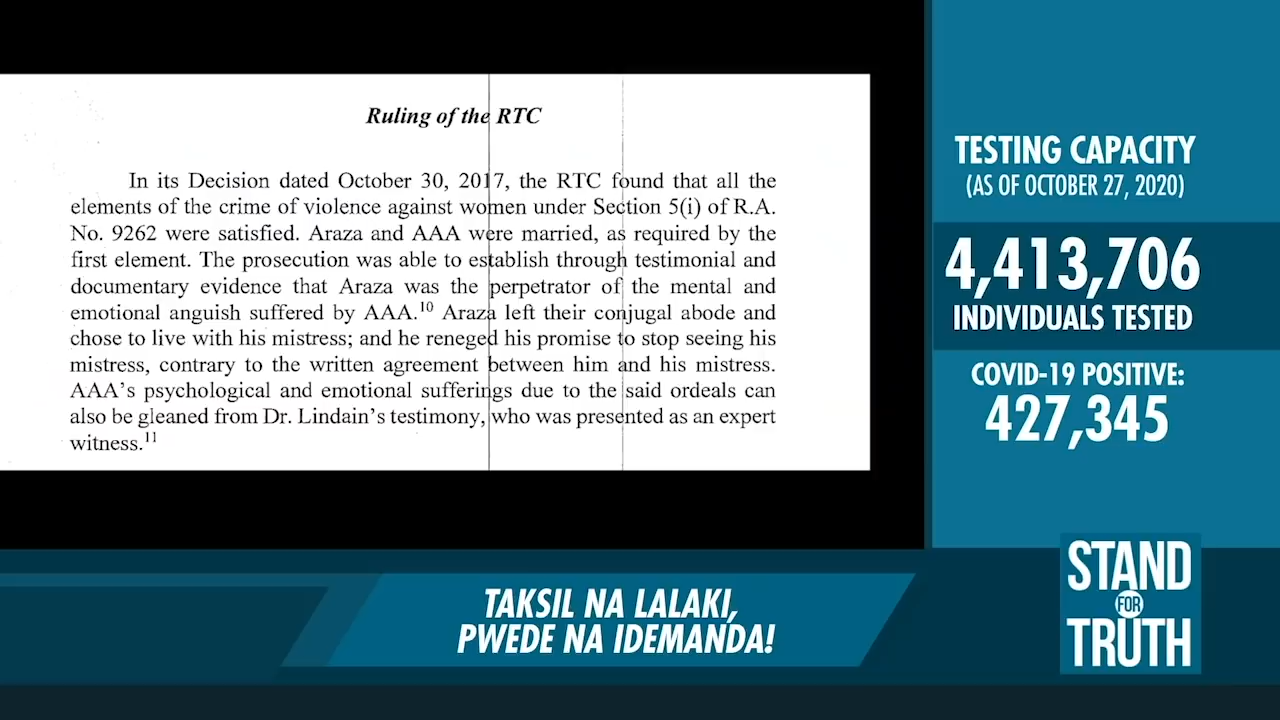 Ruling of the RTC
In its Decision dated October 30, 2017, the RTC found that all the
elements of the crime of violence against women under Section 5(i) of R.A.
No. 9262 were satisfied. Araza and AAA were married, as required by the
first element. The prosecution was able to establish through testimonial and
documentary evidence that Araza was the perpetrator of the mental and
emotional anguish suffered by AAA.10 Araza left their conjugal abode and
chose to live with his mistress; and he reneged his promise to stop seeing his
mistress, contrary to the written agreement between him and his mistress.
AAA's psychological and emotional sufferings due to the said ordeals can
also be gleaned from Dr. Lindain's testimony, who was presented as an expert
witness.11
TESTING CAPACITY
(AS OF OCTOBER 27, 2020)
4,413,706
INDIVIDUALS TESTED
COVID-19 POSITIVE:
427,345
TAKSIL NA LALAKI,
PWEDE NA IDEMANDA!
STAND
FOR
TRUTH